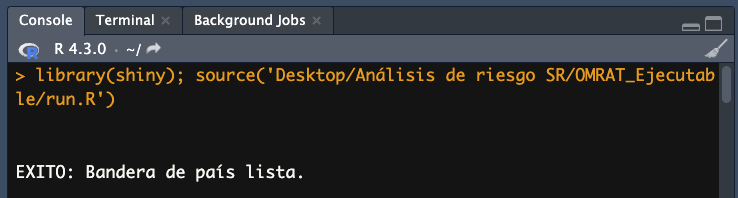 Console Terminal × Background Jobs ×
R 4.3.0 · ~/
> library(shiny); source('Desktop/Análisis de riesgo SR/OMRAT_Ejecutab
le/run.R')
EXITO: Bandera de país lista.